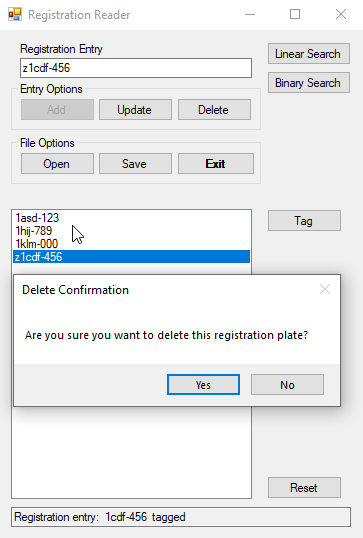 Registration Reader
Registration Entry
z1cdf-456
Linear Search
Binary Search
Entry Options
Add
Update
Delete
File Options
Open
Save
Exit
1asd-123
1hij-789
1klm-000
z1cdf-456
Tag
Delete Confirmation
Are you sure you want to delete this registration plate?
Yes
No
Reset
Registration entry: 1cdf-456 tagged